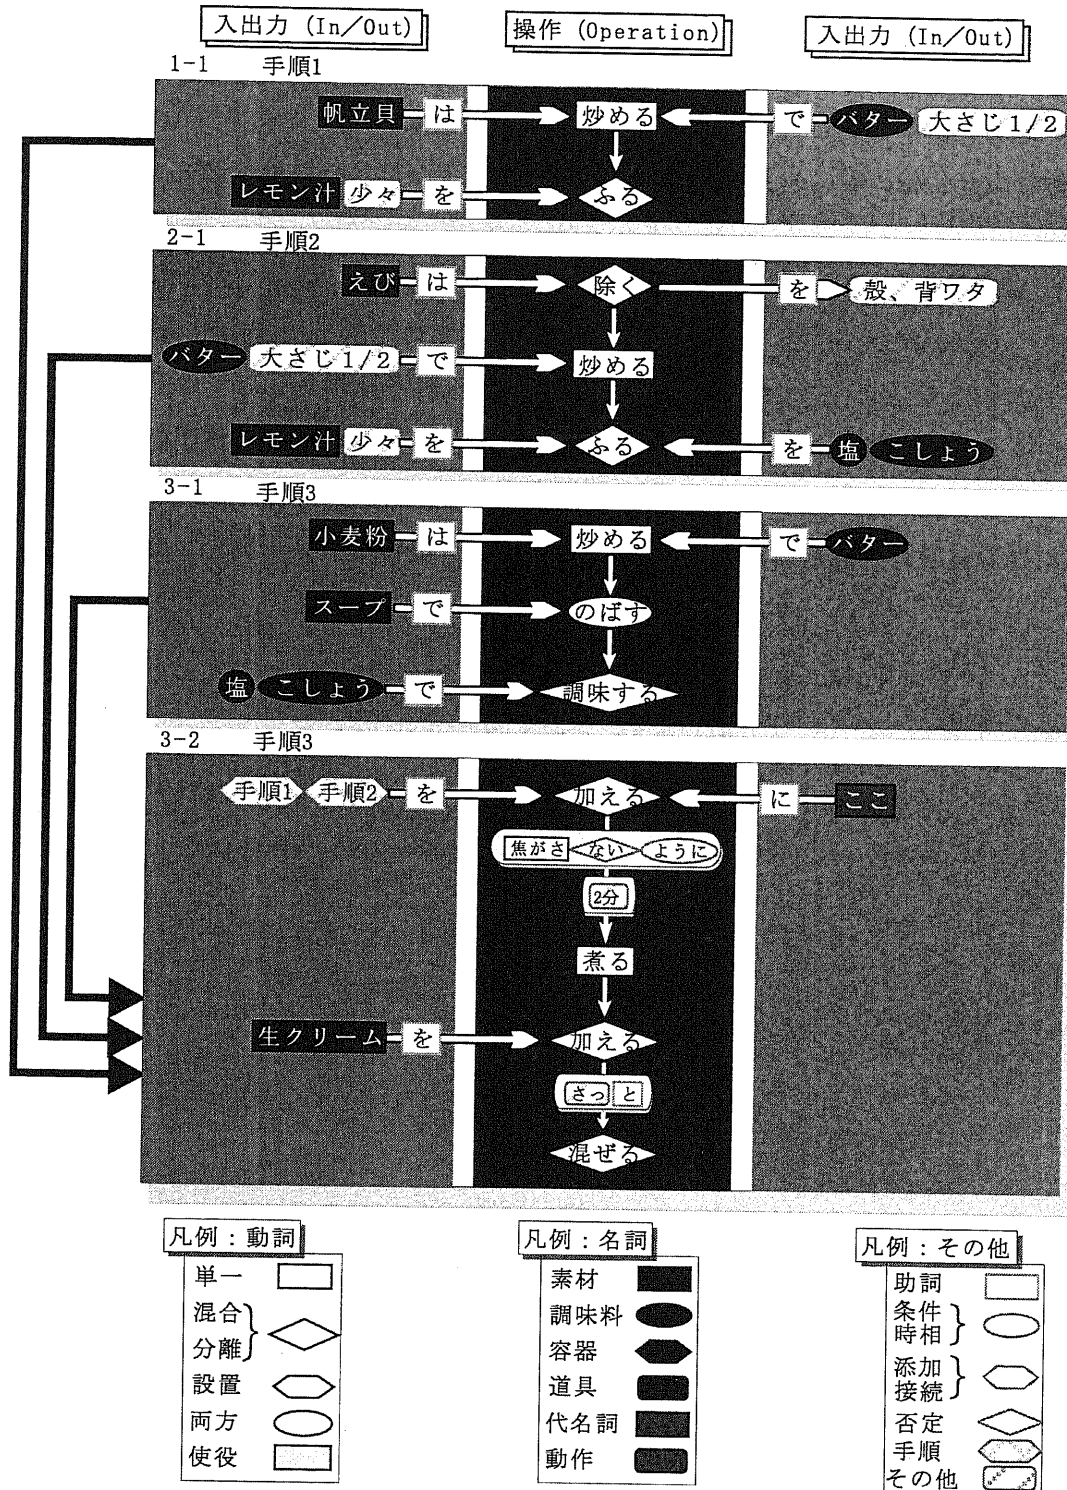 入出力 (In／Out) 操作 (Operation) 入出力 (In／Out)
1-1 手順1
帆立貝 は 炒める で バター 大さじ1/2
レモン汁 少々 を ふる
2-1 手順2
えび は 除く を 殻、背ワタ
バター 大さじ1/2 で 炒める
レモン汁 少々 を ふる を 塩 こしょう
3-1 手順3
小麦粉 は 炒める で バター
スープ で のばす
塩 こしょう で 調味する
3-2 手順3
手順1 手順2 を 加える に ここ
焦がさ ない ように
2分
煮る
生クリーム を 加える
さっ と
混ぜる
凡例：動詞
単一
混合
分離
設置
両方
使役
凡例：名詞
素材
調味料
容器
道具
代名詞
動作
凡例：その他
助詞
条件
時相
添加
接続
否定
手順
その他